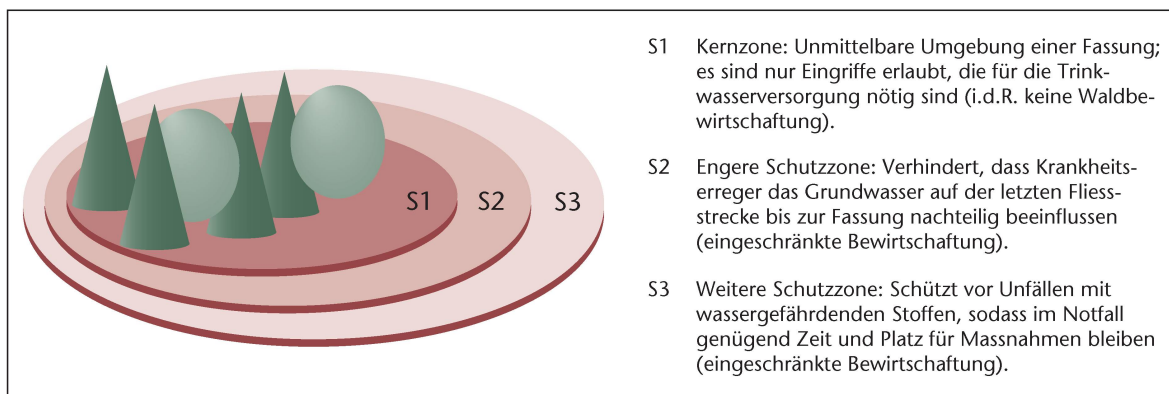 S1 S2 S3
S1 Kernzone: Unmittelbare Umgebung einer Fassung;
es sind nur Eingriffe erlaubt, die für die Trink-
wasserversorgung nötig sind (i.d.R. keine Waldbe-
wirtschaftung).
S2 Engere Schutzzone: Verhindert, dass Krankheits-
erreger das Grundwasser auf der letzten Fliess-
strecke bis zur Fassung nachteilig beeinflussen
(eingeschränkte Bewirtschaftung).
S3 Weitere Schutzzone: Schützt vor Unfällen mit
wassergefährdenden Stoffen, sodass im Notfall
genügend Zeit und Platz für Massnahmen bleiben
(eingeschränkte Bewirtschaftung).